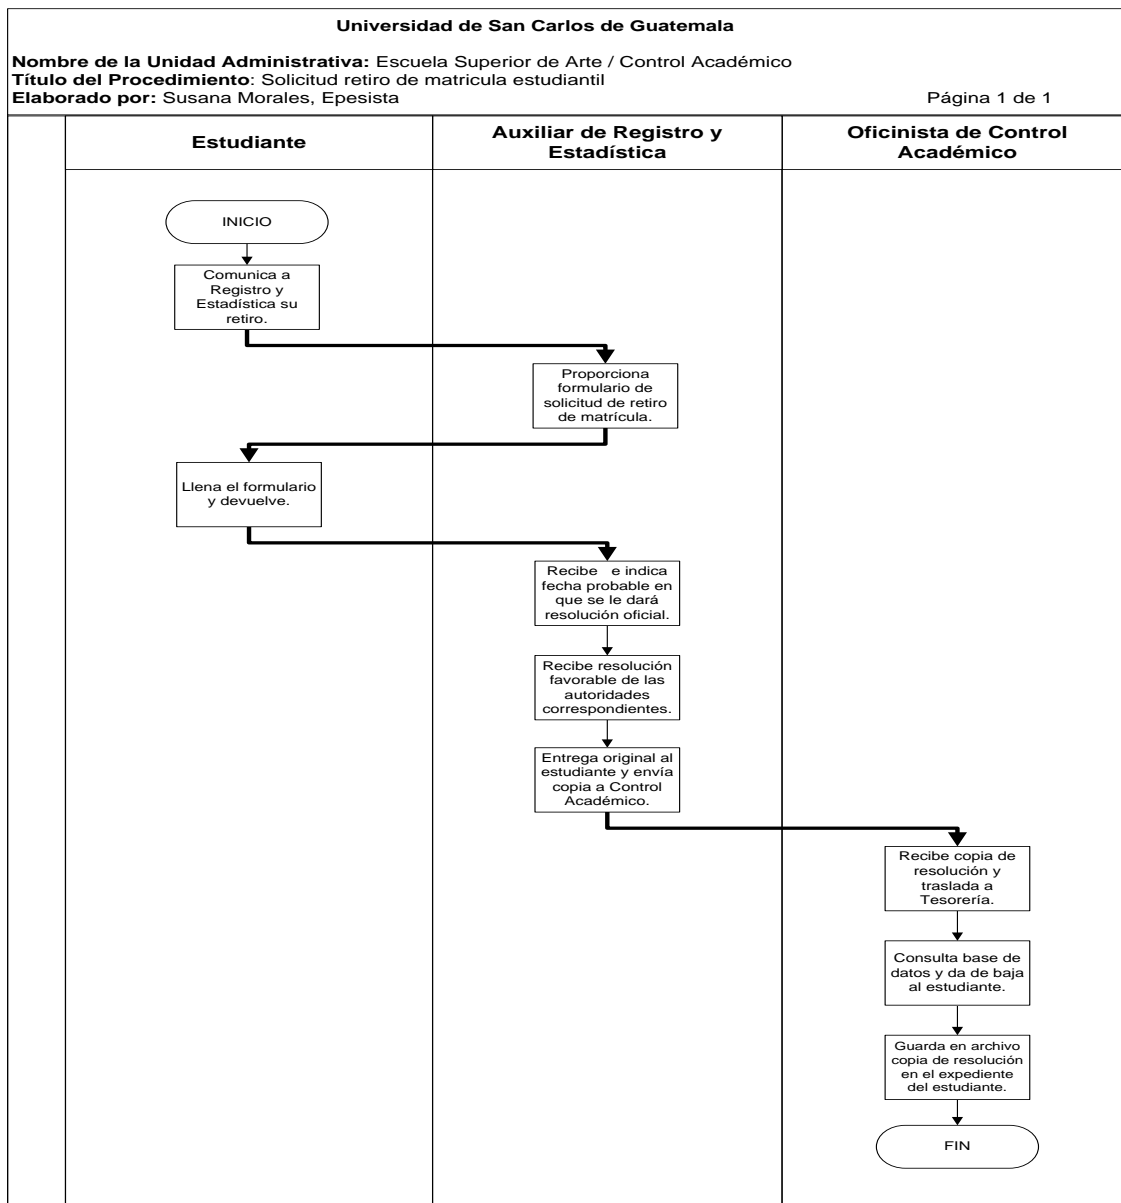 Universidad de San Carlos de Guatemala
Nombre de la Unidad Administrativa: Escuela Superior de Arte / Control Académico
Título del Procedimiento: Solicitud retiro de matricula estudiantil
Elaborado por: Susana Morales, Epesista
Página 1 de 1
Estudiante
Auxiliar de Registro y
Estadística
Oficinista de Control
Académico
INICIO
Comunica a
Registro y
Estadística su
retiro.
Proporciona
formulario de
solicitud de retiro
de matrícula.
Llena el formulario
y devuelve.
Recibe e indica
fecha probable en
que se le dará
resolución oficial.
Recibe resolución
favorable de las
autoridades
correspondientes.
Entrega original al
estudiante y envía
copia a Control
Académico.
Recibe copia de
resolución y
traslada a
Tesorería.
Consulta base de
datos y da de baja
al estudiante.
Guarda en archivo
copia de resolución
en el expediente
del estudiante.
FIN